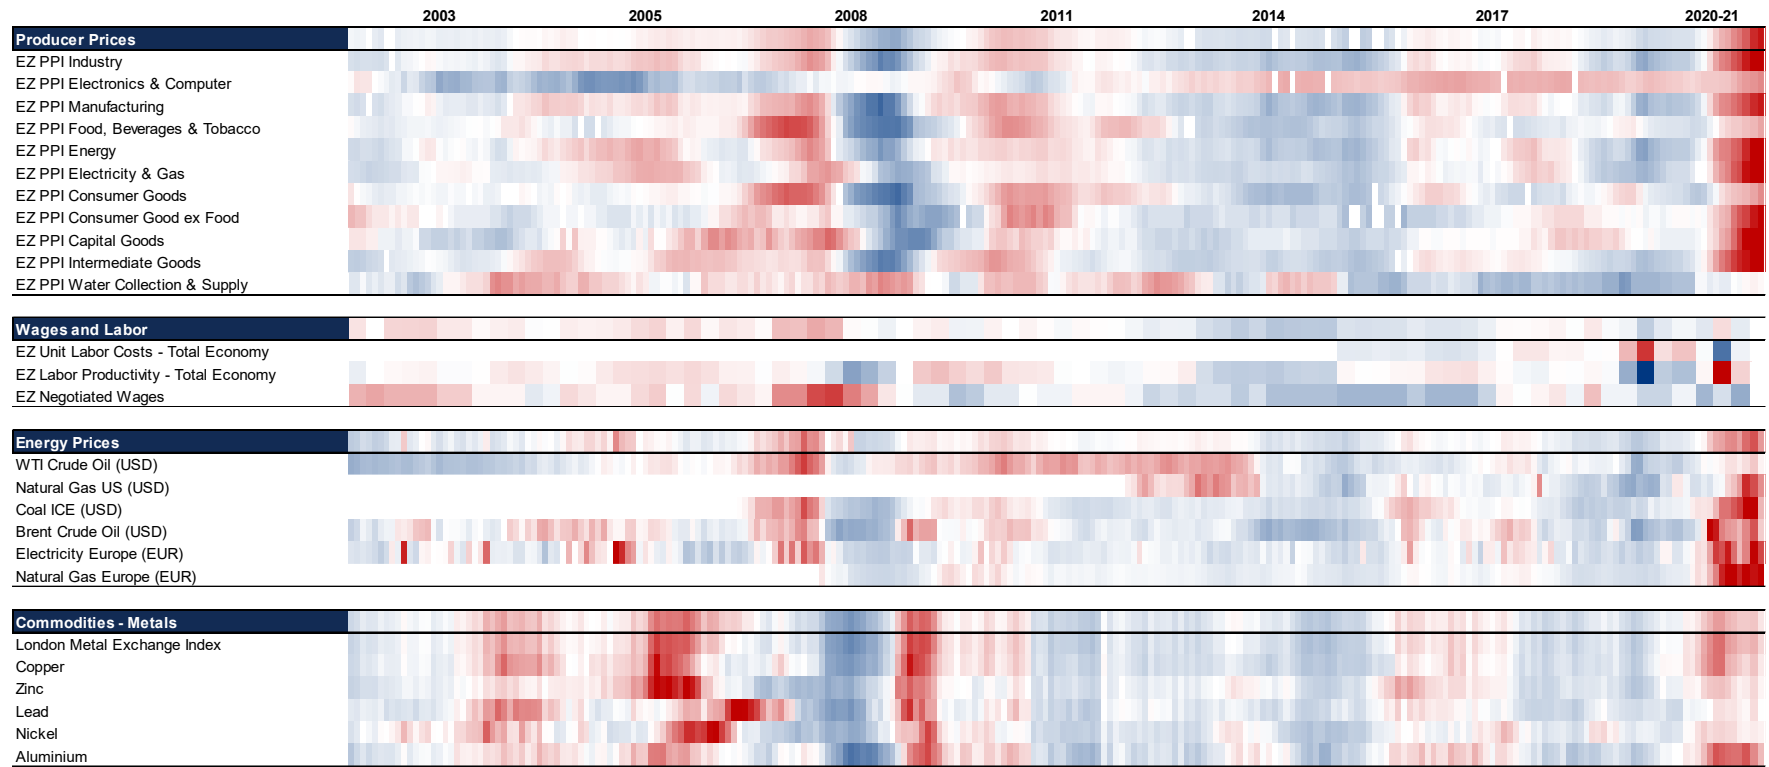 2003 2005 2008 2011 2014 2017 2020-21
Producer Prices
EZ PPI Industry
EZ PPI Electronics & Computer
EZ PPI Manufacturing
EZ PPI Food, Beverages & Tobacco
EZ PPI Energy
EZ PPI Electricity & Gas
EZ PPI Consumer Goods
EZ PPI Consumer Good ex Food
EZ PPI Capital Goods
EZ PPI Intermediate Goods
EZ PPI Water Collection & Supply
Wages and Labor
EZ Unit Labor Costs - Total Economy
EZ Labor Productivity - Total Economy
EZ Negotiated Wages
Energy Prices
WTI Crude Oil (USD)
Natural Gas US (USD)
Coal ICE (USD)
Brent Crude Oil (USD)
Electricity Europe (EUR)
Natural Gas Europe (EUR)
Commodities - Metals
London Metal Exchange Index
Copper
Zinc
Lead
Nickel
Aluminium